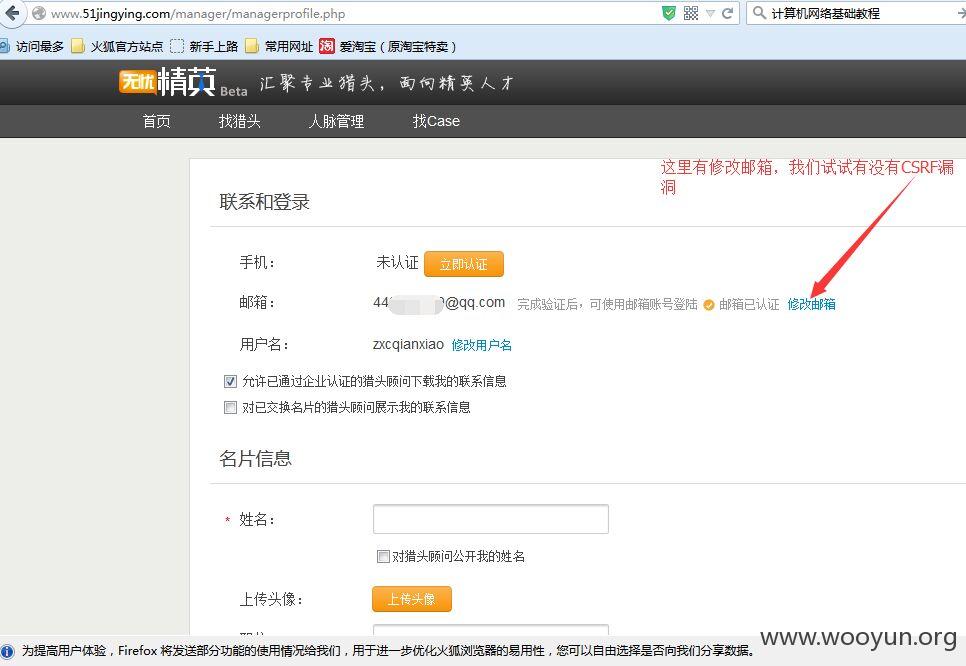 www.51jingying.com/manager/managerprofile.php
计算机网络基础教程
访问最多 火狐官方站点 新手上路 常用网址 淘 爱淘宝（原淘宝特卖）
无忧精英 Beta 汇聚专业猎头，面向精英人才
首页 找猎头 人脉管理 找Case
这里有修改邮箱，我们试试有没有CSRF漏
洞
联系和登录
手机： 未认证 立即认证
邮箱： 44 @qq.com 完成验证后，可使用邮箱账号登陆 邮箱已认证 修改邮箱
用户名： zxcqianxiao 修改用户名
允许已通过企业认证的猎头顾问下载我的联系信息
对已交换名片的猎头顾问展示我的联系信息
名片信息
* 姓名：
对猎头顾问公开我的姓名
上传头像： 上传头像
www.wooyun.org
为提高用户体验，Firefox 将发送部分功能的使用情况给我们，用于进一步优化火狐浏览器的易用性，您可以自由选择是否向我们分享数据。